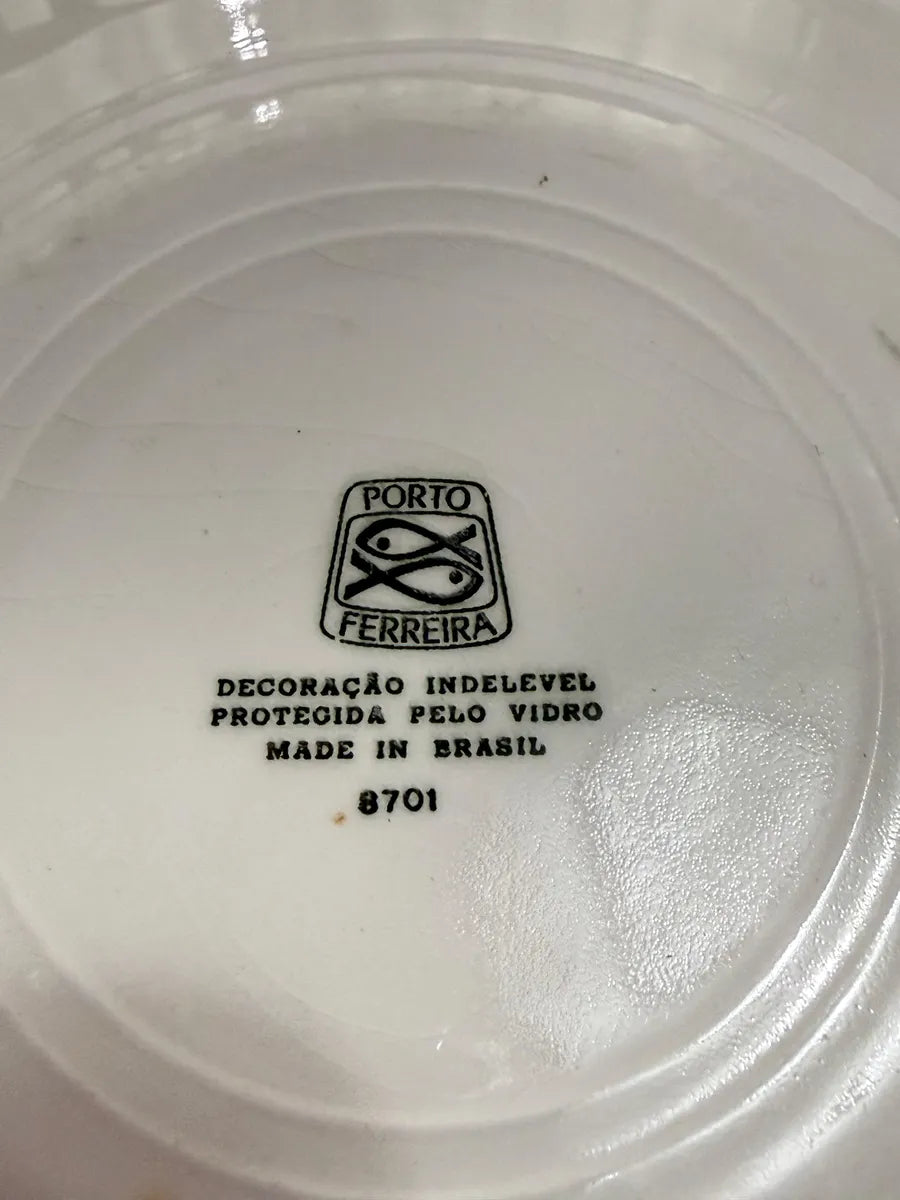 PORTO
FERREIRA
DECORAÇÃO INDELEVEL
PROTEGIDA PELO VIDRO
MADE IN BRASIL
8701